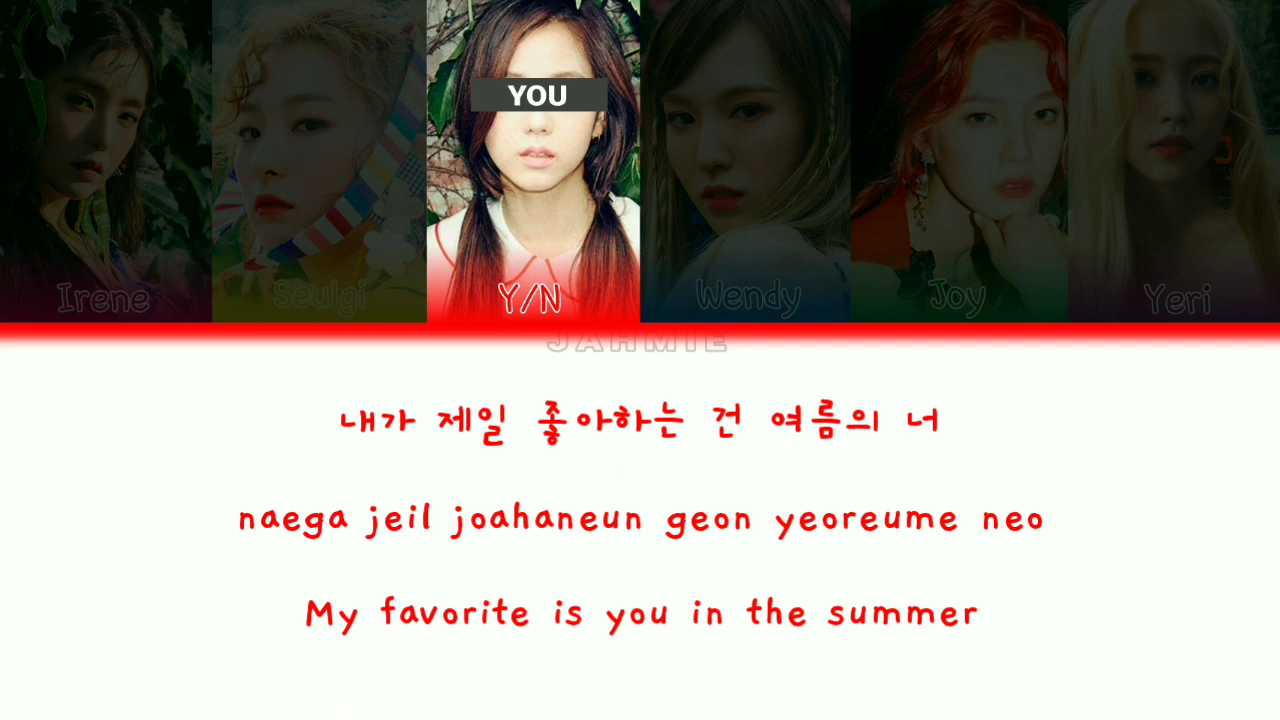 YOU
Irene Seulgi Y/N Wendy Joy Yeri
JAHMIE
내가 제일 좋아하는 건 여름의 너
naega jeil joahaneun geon yeoreume neo
My favorite is you in the summer